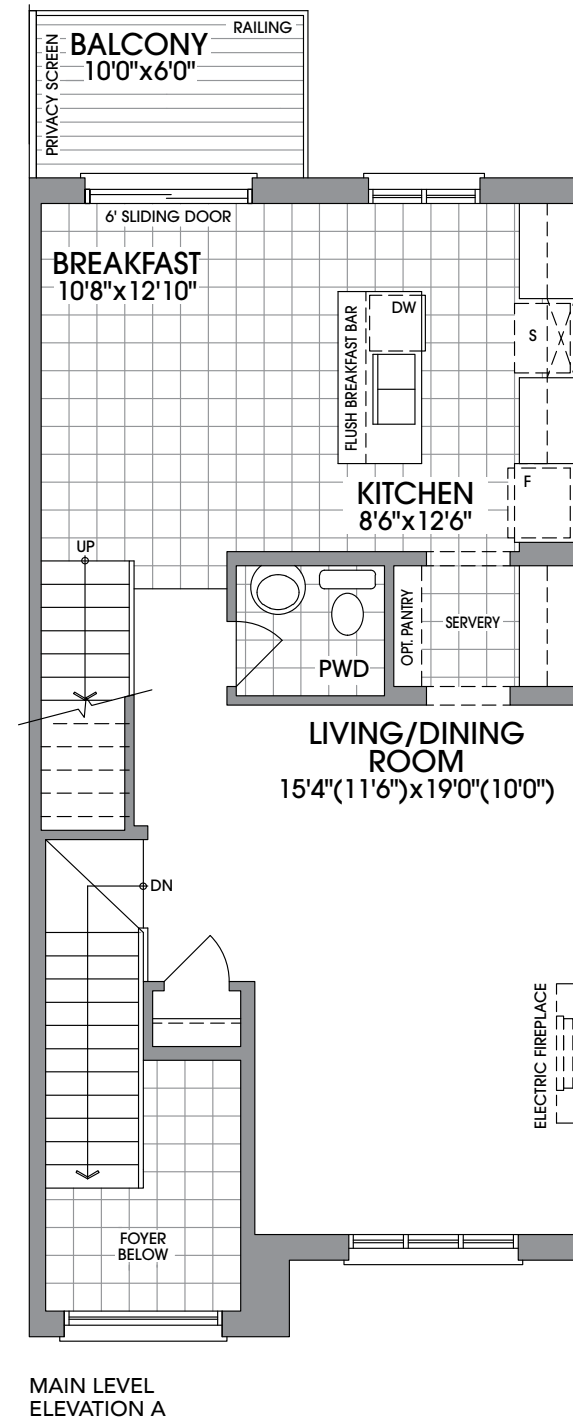 RAILING
BALCONY
10'0"x6'0"
PRIVACY SCREEN
6' SLIDING DOOR
BREAKFAST
10'8"x12'10"
DW
FLUSH BREAKFAST BAR
S
KITCHEN
8'6"x12'6"
F
UP
OPT. PANTRY
SERVERY
PWD
LIVING/DINING
ROOM
15'4"(11'6")x19'0"(10'0")
DN
ELECTRIC FIREPLACE
FOYER
BELOW
MAIN LEVEL
ELEVATION A